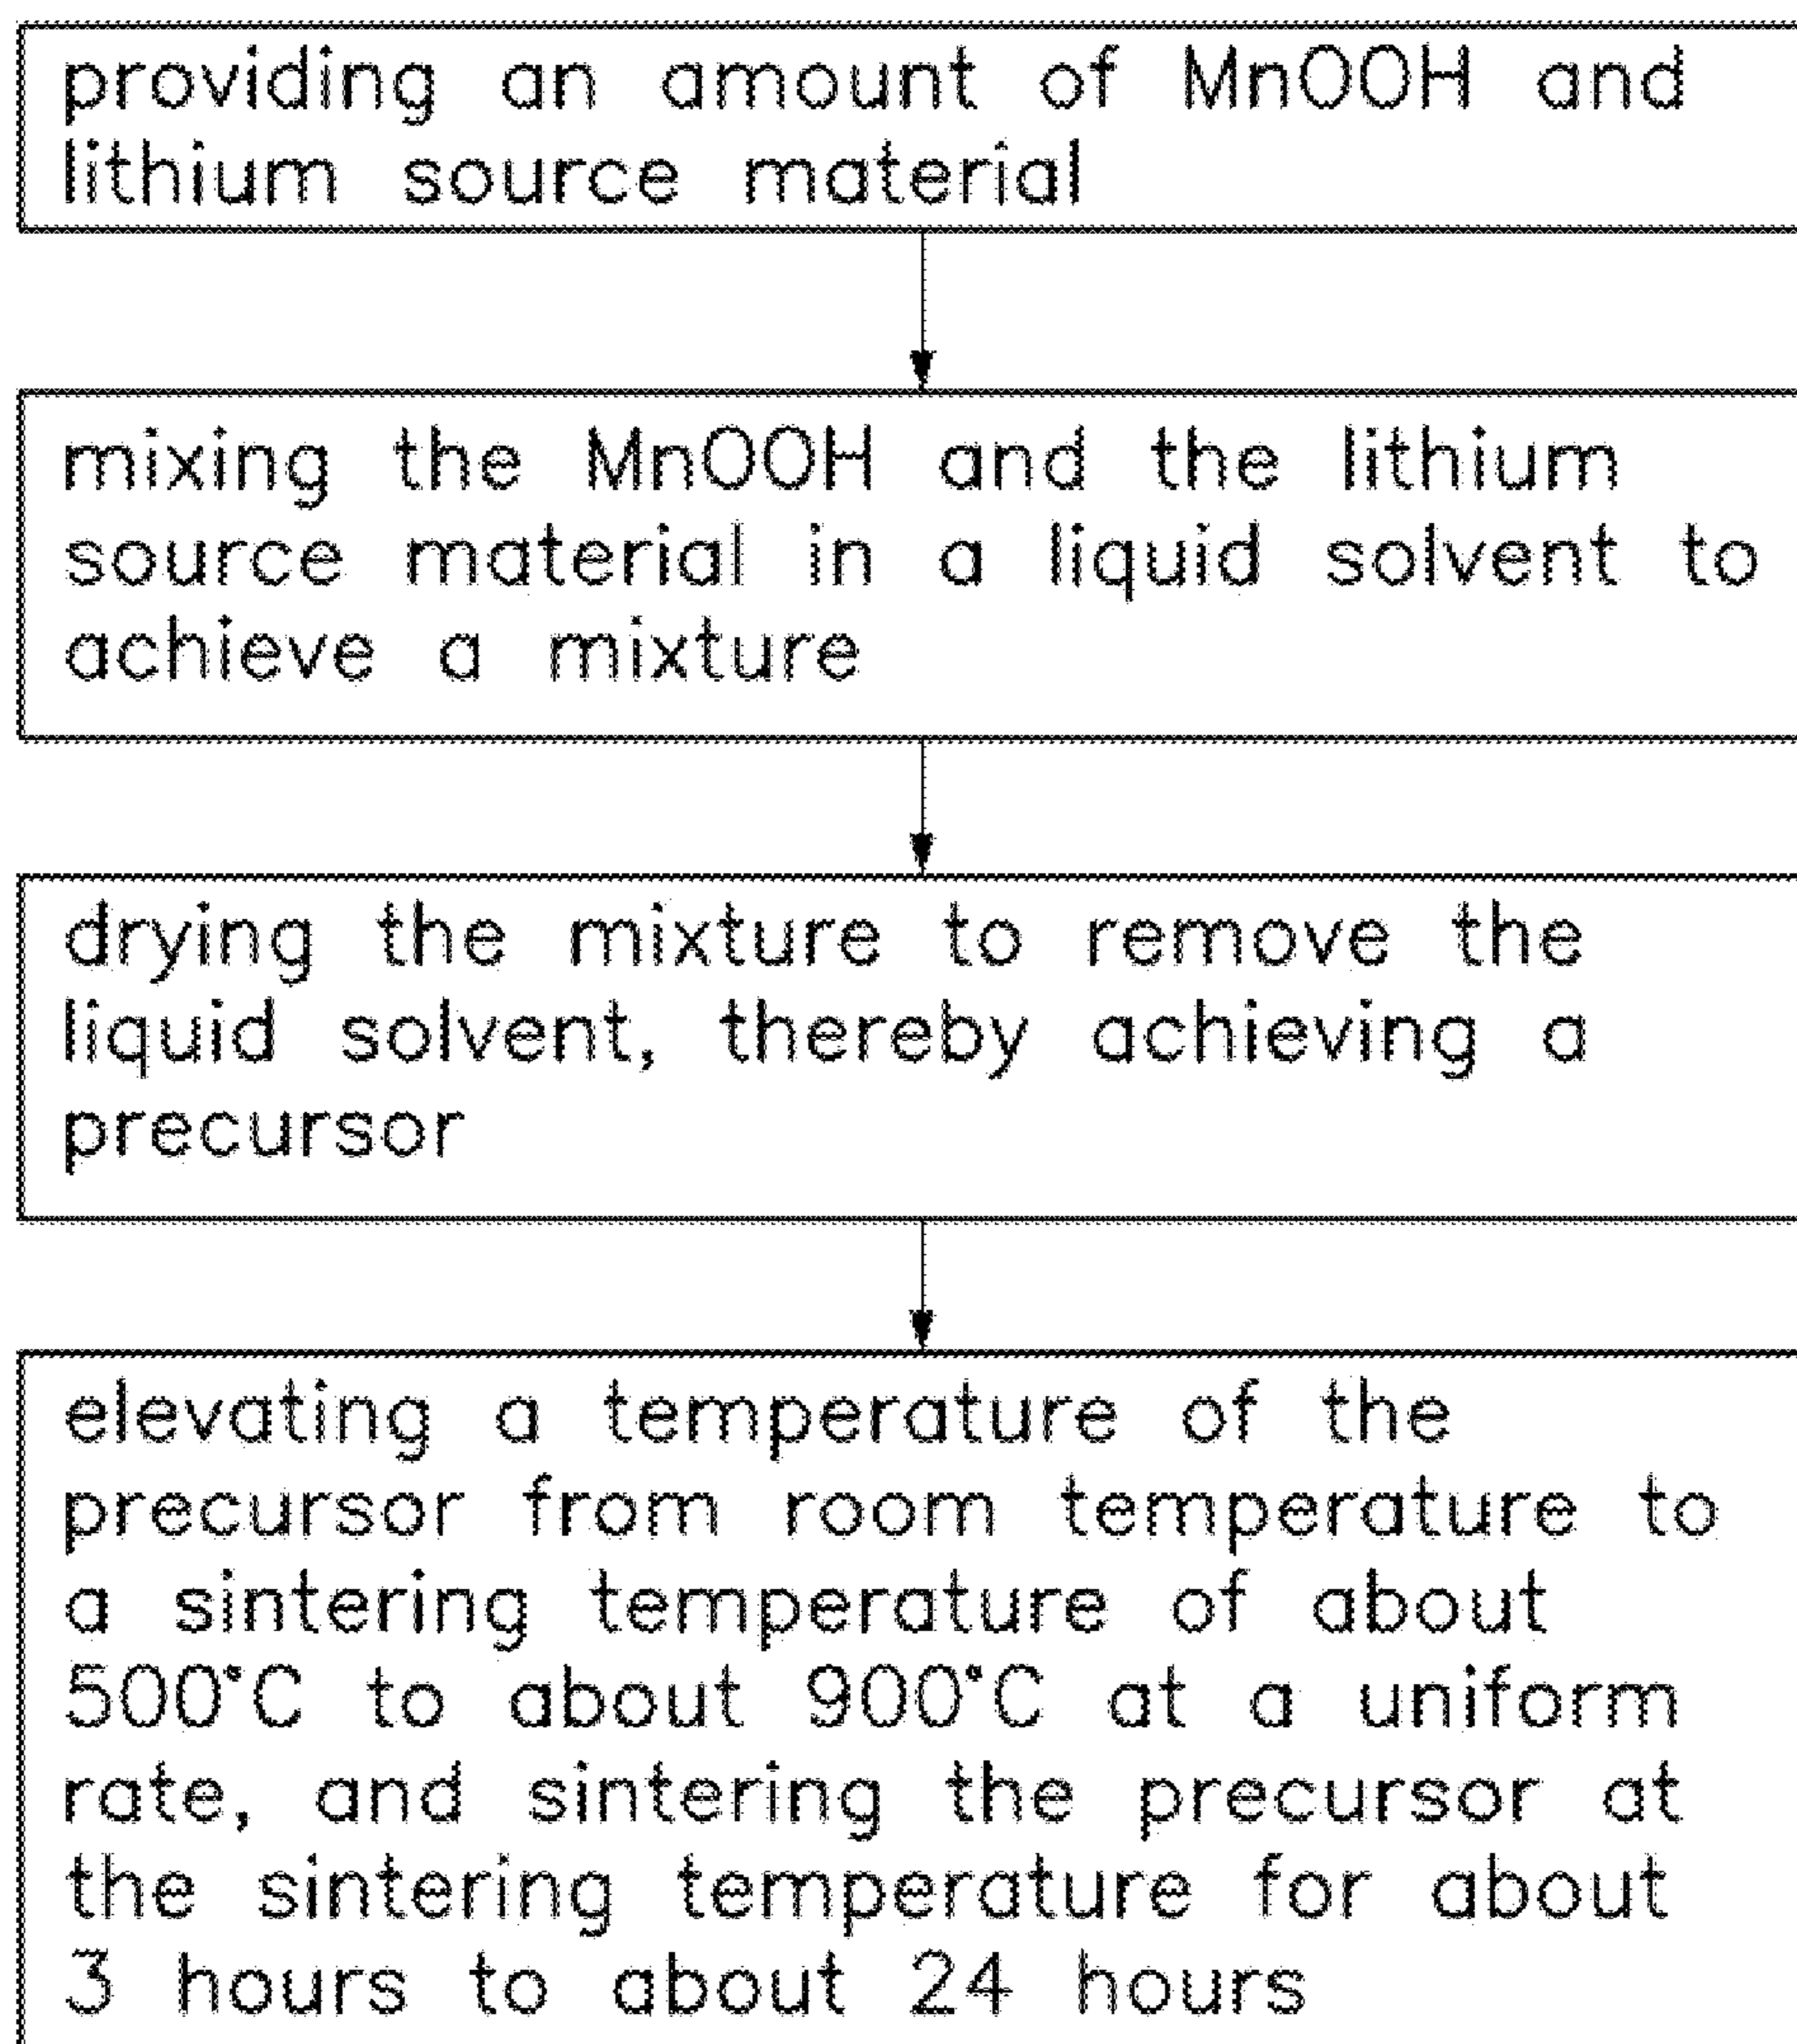 providing an amount of MnOOH and
lithium source material
mixing the MnOOH and the lithium
source material in a liquid solvent to
achieve a mixture
drying the mixture to remove the
liquid solvent, thereby achieving a
precursor
elevating a temperature of the
precursor from room temperature to
a sintering temperature of about
500°C to about 900°C at a uniform
rate, and sintering the precursor at
the sintering temperature for about
3 hours to about 24 hours